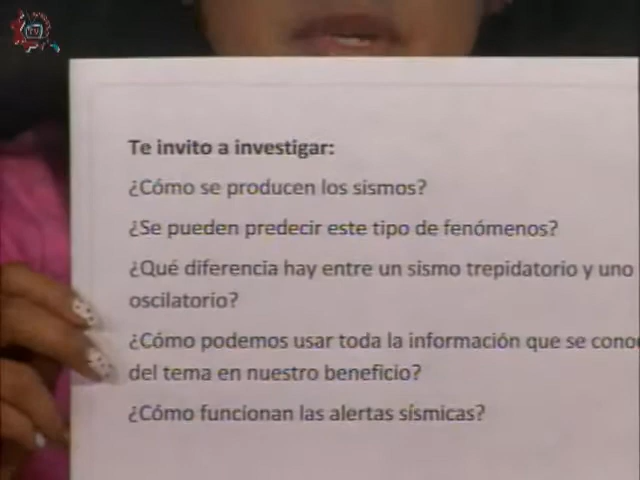 TV
Te invito a investigar:
¿Cómo se producen los sismos?
¿Se pueden predecir este tipo de fenómenos?
¿Qué diferencia hay entre un sismo trepidatorio y uno
oscilatorio?
¿Cómo podemos usar toda la información que se cono
del tema en nuestro beneficio?
¿Cómo funcionan las alertas sísmicas?